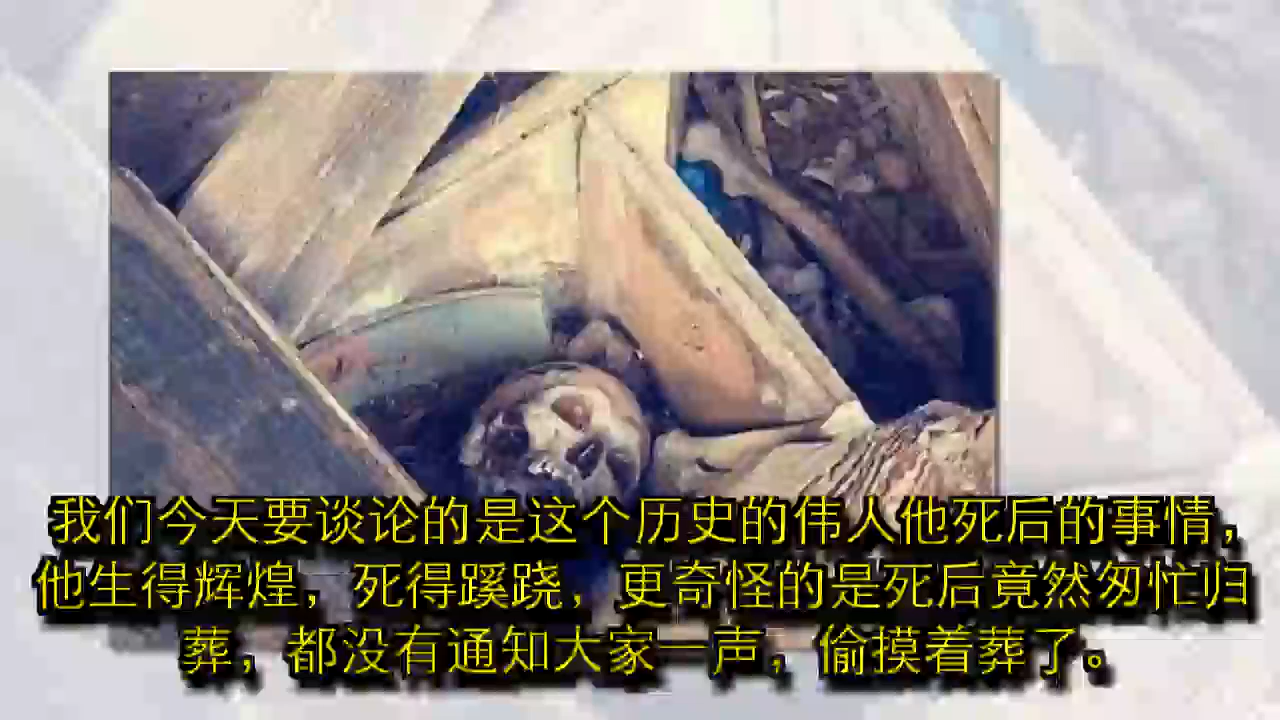 我们今天要谈论的是这个历史的伟人他死后的事情，
他生得辉煌，死得蹊跷，更奇怪的是死后竟然匆忙归
葬，都没有通知大家一声，偷摸着葬了。